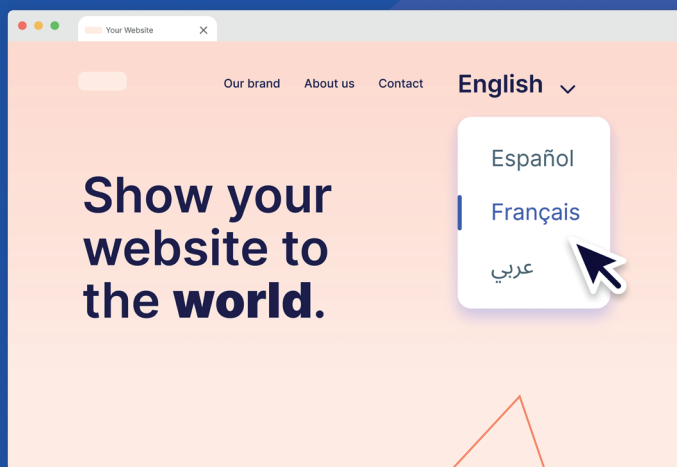 Your Website
Our brand About us Contact English
Español
Français
عربي
Show your
website to
the world.